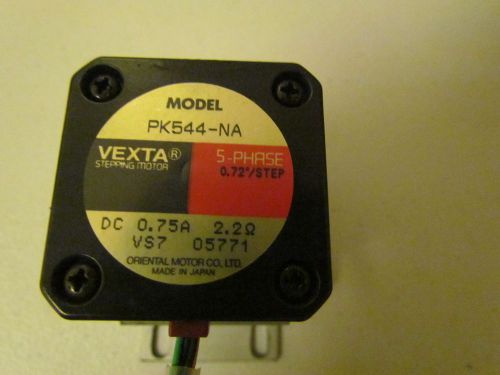 MODEL
PK544-NA
VEXTA®
STEPPING MOTOR
5-PHASE
0.72°/STEP
DC 0.75A 2.2Ω
VS7 05771
ORIENTAL MOTOR CO., LTD.
MADE IN JAPAN